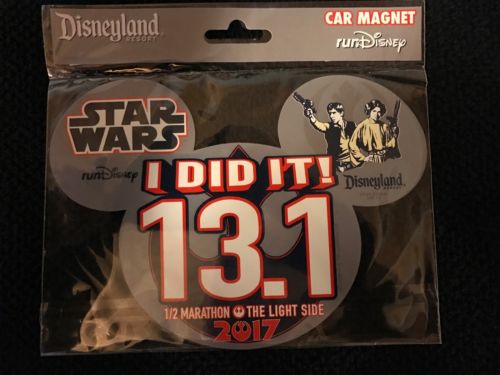 Disneyland
RESORT
CAR MAGNET
runDisney
STAR
WARS
runDisney
Disneyland
I DID IT!
13.1
1/2 MARATHON THE LIGHT SIDE
2017